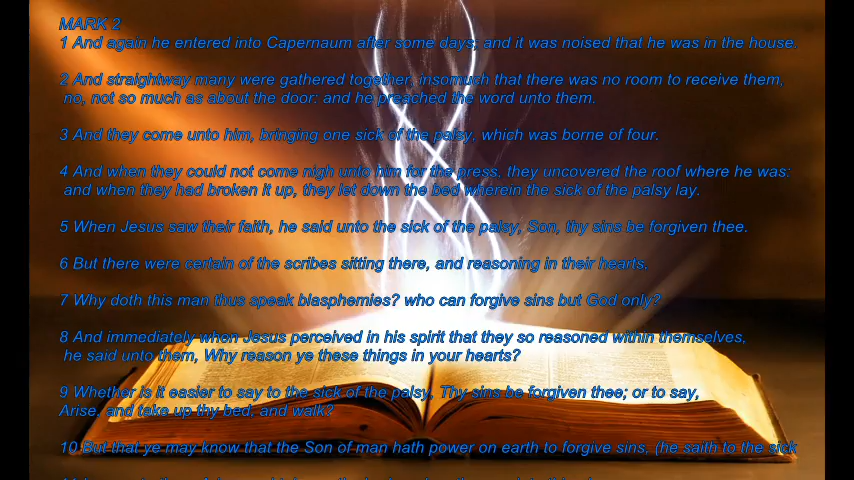 MARK 2
1 And again he entered into Capernaum after some days; and it was noised that he was in the house.
2 And straightway many were gathered together, insomuch that there was no room to receive them,
no, not so much as about the door: and he preached the word unto them.
3 And they come unto him, bringing one sick of the palsy, which was borne of four.
4 And when they could not come nigh unto him for the press, they uncovered the roof where he was:
and when they had broken it up, they let down the bed wherein the sick of the palsy lay.
5 When Jesus saw their faith, he said unto the sick of the palsy, Son, thy sins be forgiven thee.
6 But there were certain of the scribes sitting there, and reasoning in their hearts,
7 Why doth this man thus speak blasphemies? who can forgive sins but God only?
8 And immediately when Jesus perceived in his spirit that they so reasoned within themselves,
he said unto them, Why reason ye these things in your hearts?
9 Whether is it easier to say to the sick of the palsy, Thy sins be forgiven thee; or to say,
Arise, and take up thy bed, and walk?
10 But that ye may know that the Son of man hath power on earth to forgive sins, (he saith to the sick